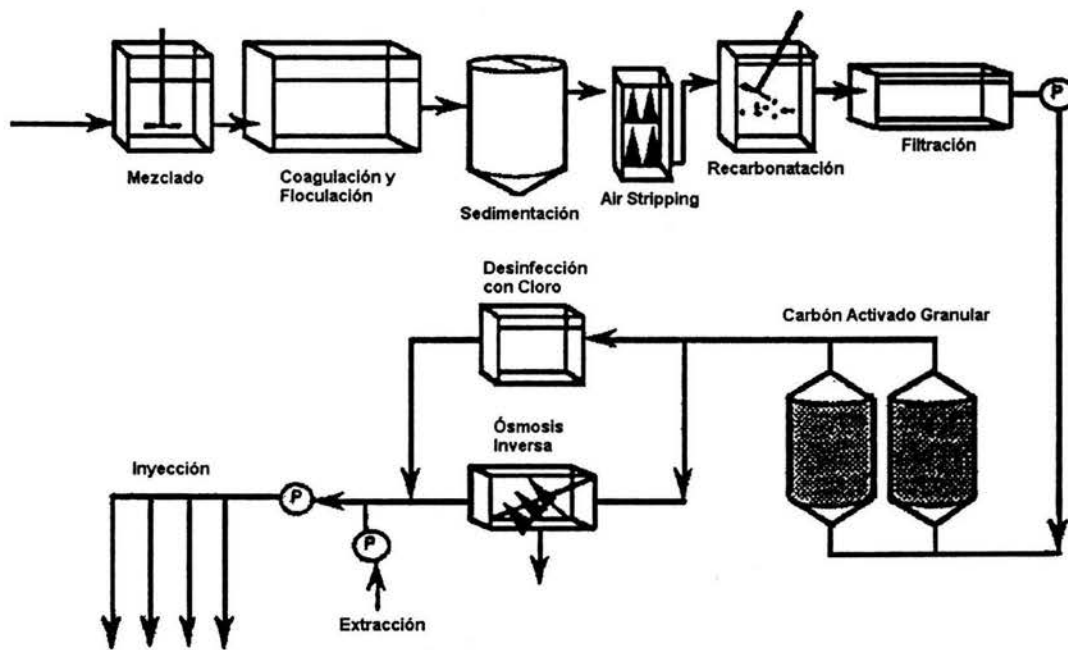 P
Mezclado
Coagulación y
Floculación
Sedimentación
Air Stripping
Recarbonatación
Filtración
Desinfección
con Cloro
Carbón Activado Granular
Ósmosis
Inversa
Inyección
P
P
Extracción